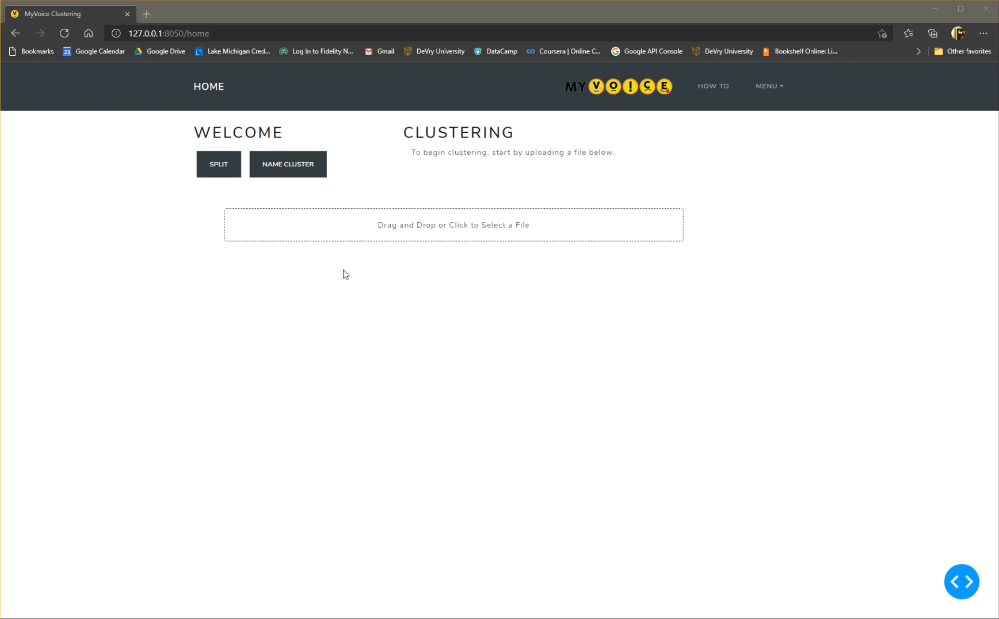 MyVoice Clustering
127.0.0.1:8050/home
Bookmarks 23 Google Calendar Google Drive Lake Michigan Cred... Log In to Fidelity N... Gmail DeVry University DataCamp Coursera | Online C... Google API Console DeVry University Bookshelf Online: Li... Other favorites
HOME MYVOICE HOW TO MENU
WELCOME
CLUSTERING
To begin clustering, start by uploading a file below.
SPLIT NAME CLUSTER
Drag and Drop or Click to Select a File